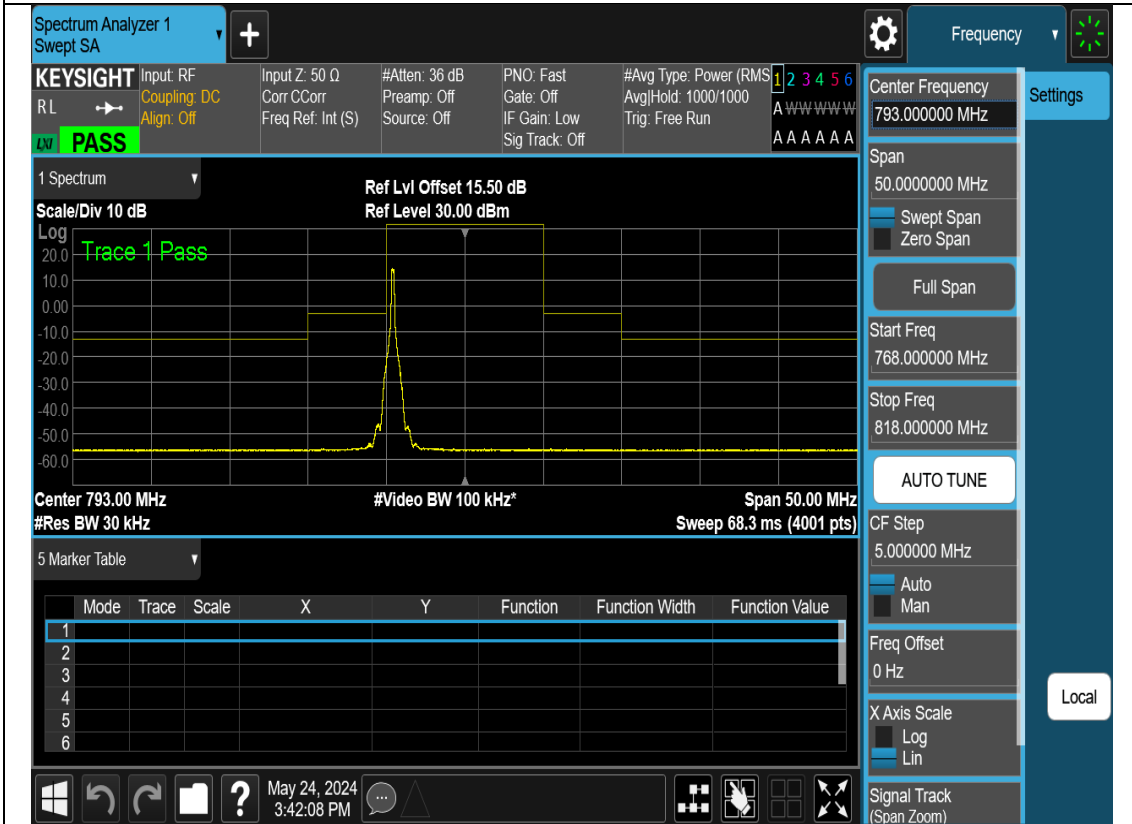 Spectrum Analyzer 1
Swept SA
+
Frequency
KEYSIGHT
R L
LXI PASS
Input: RF
Coupling: DC
Align: Off
Input Z: 50 Ω
Corr CCorr
Freq Ref: Int (S)
#Atten: 36 dB
Preamp: Off
Source: Off
PNO: Fast
Gate: Off
IF Gain: Low
Sig Track: Off
#Avg Type: Power (RMS
Avg|Hold: 1000/1000
Trig: Free Run
1 2 3 4 5 6
A W W W W W
A A A A A A
1 Spectrum
Scale/Div 10 dB
Ref Lvl Offset 15.50 dB
Ref Level 30.00 dBm
Log
Trace 1 Pass
20.0
10.0
0.00
-10.0
-20.0
-30.0
-40.0
-50.0
-60.0
Center 793.00 MHz
#Video BW 100 kHz*
Span 50.00 MHz
#Res BW 30 kHz
Sweep 68.3 ms (4001 pts)
5 Marker Table
Mode Trace Scale X Y Function Function Width Function Value
1
2
3
4
5
6
Center Frequency
793.000000 MHz
Settings
Span
50.0000000 MHz
Swept Span
Zero Span
Full Span
Start Freq
768.000000 MHz
Stop Freq
818.000000 MHz
AUTO TUNE
CF Step
5.000000 MHz
Auto
Man
Freq Offset
0 Hz
Local
X Axis Scale
Log
Lin
Signal Track
(Span Zoom)
?
May 24, 2024
3:42:08 PM